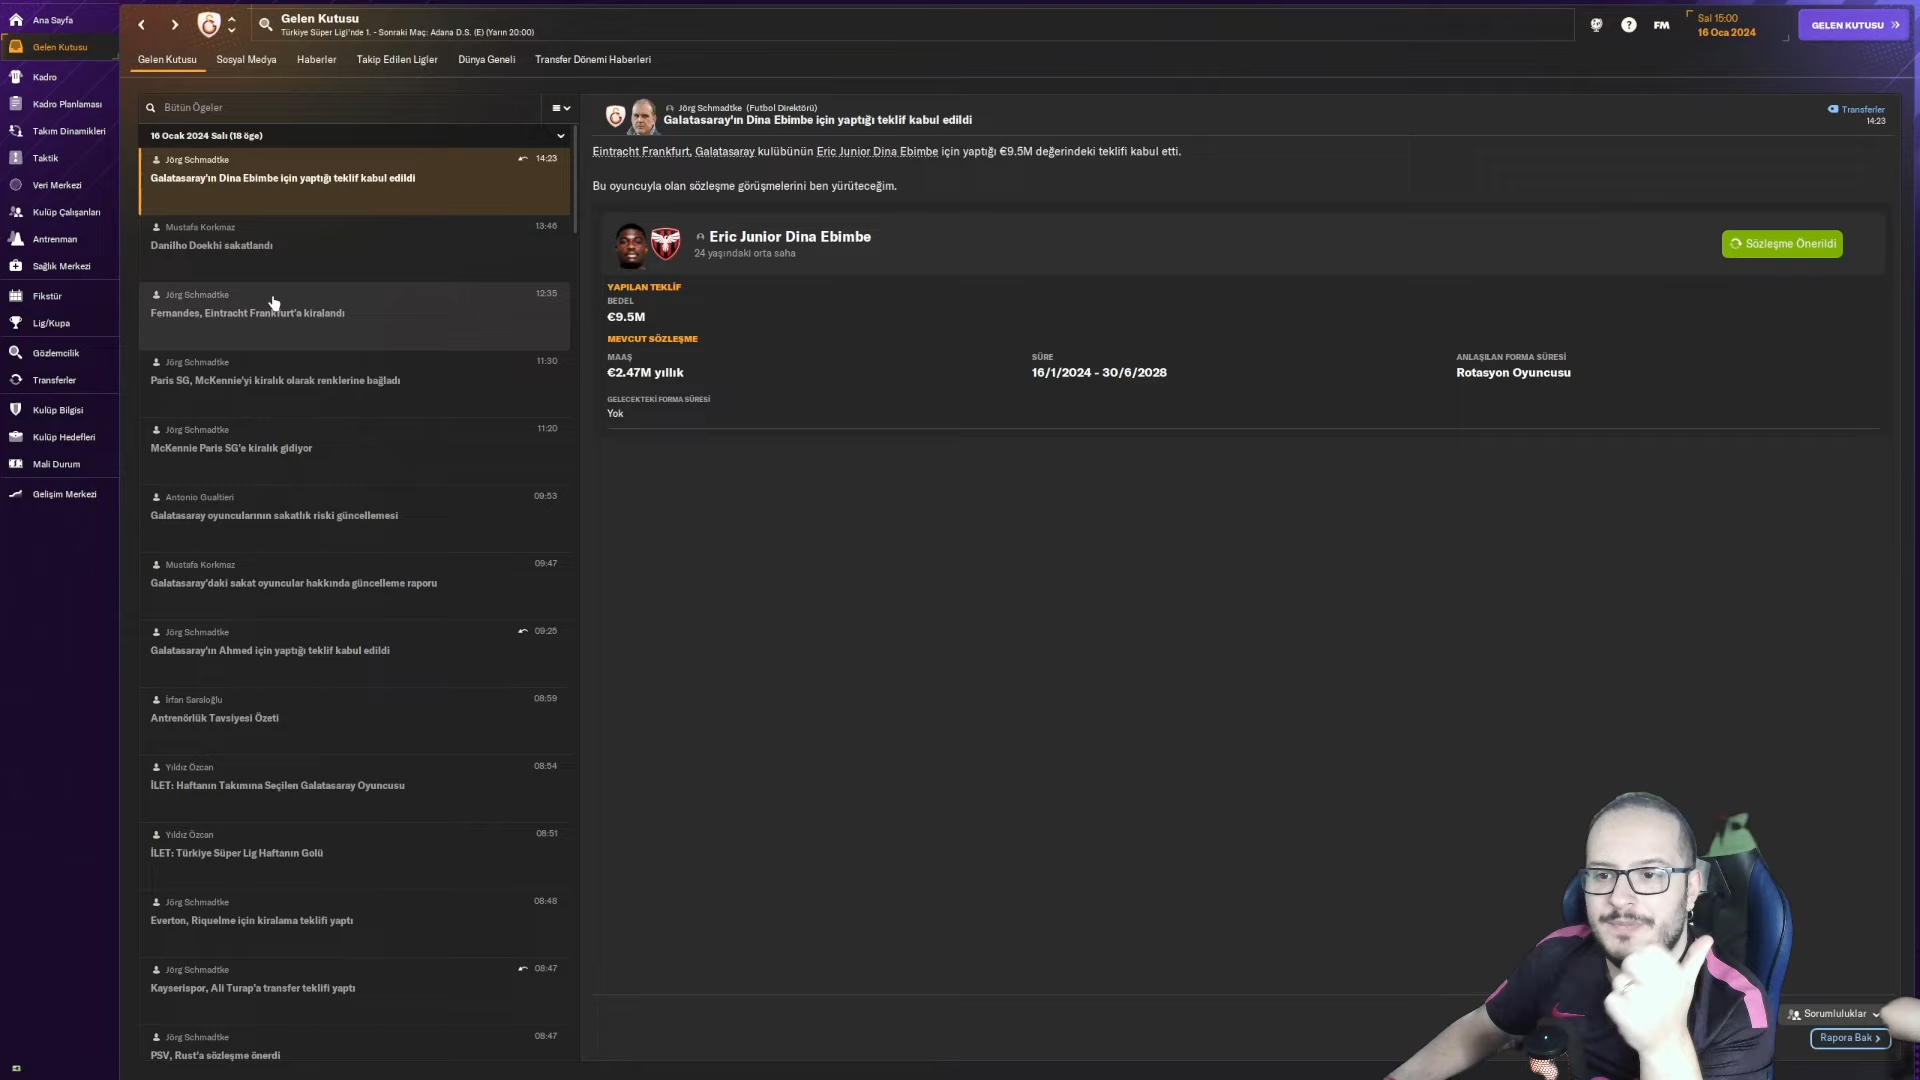 Ana Sayfa
Gelen Kutusu
Kadro
Kadro Planlaması
Takım Dinamikleri
Taktik
Veri Merkezi
Kulüp Çalışanları
Antrenman
Sağlık Merkezi
Fikstür
Lig/Kupa
Gözlemcilik
Transferler
Kulüp Bilgisi
Kulüp Hedefleri
Mali Durum
Gelişim Merkezi
Gelen Kutusu
Türkiye Süper Ligi'nde 1. - Sonraki Maç: Adana D.S. (E) (Yarın 20:00)
FM
Sal 15:00
16 Oca 2024
GELEN KUTUSU
Gelen Kutusu
Sosyal Medya
Haberler
Takip Edilen Ligler
Dünya Geneli
Transfer Dönemi Haberleri
Bütün Ögeler
16 Ocak 2024 Salı (18 öge)
Jörg Schmadtke 14:23
Galatasaray'ın Dina Ebimbe için yaptığı teklif kabul edildi
Mustafa Korkmaz 13:46
Danilho Doekhi sakatlandı
Jörg Schmadtke 12:35
Fernandes, Eintracht Frankfurt'a kiralandı
Jörg Schmadtke 11:30
Paris SG, McKennie'yi kiralık olarak renklerine bağladı
Jörg Schmadtke 11:20
McKennie Paris SG'e kiralık gidiyor
Antonio Gualtieri 09:53
Galatasaray oyuncularının sakatlık riski güncellemesi
Mustafa Korkmaz 09:47
Galatasaray'daki sakat oyuncular hakkında güncelleme raporu
Jörg Schmadtke 09:25
Galatasaray'ın Ahmed için yaptığı teklif kabul edildi
İrfan Saraloğlu 08:59
Antrenörlük Tavsiyesi Özeti
Yıldız Özcan 08:54
İLET: Haftanın Takımına Seçilen Galatasaray Oyuncusu
Yıldız Özcan 08:51
İLET: Türkiye Süper Lig Haftanın Golü
Jörg Schmadtke 08:48
Everton, Riquelme için kiralama teklifi yaptı
Jörg Schmadtke 08:47
Kayserispor, Ali Turap'a transfer teklifi yaptı
Jörg Schmadtke 08:47
PSV, Rust'a sözleşme önerdi
Jörg Schmadtke (Futbol Direktörü)
Galatasaray'ın Dina Ebimbe için yaptığı teklif kabul edildi
Transferler
14:23
Eintracht Frankfurt, Galatasaray kulübünün Eric Junior Dina Ebimbe için yaptığı €9.5M değerindeki teklifi kabul etti.
Bu oyuncuyla olan sözleşme görüşmelerini ben yürüteceğim.
Eric Junior Dina Ebimbe
24 yaşındaki orta saha
Sözleşme Önerildi
YAPILAN TEKLİF
BEDEL
€9.5M
MEVCUT SÖZLEŞME
MAAŞ
€2.47M yıllık
SÜRE
16/1/2024 - 30/6/2028
ANLAŞILAN FORMA SÜRESİ
Rotasyon Oyuncusu
GELECEKTEKİ FORMA SÜRESİ
Yok
Sorumluluklar
Rapora Bak